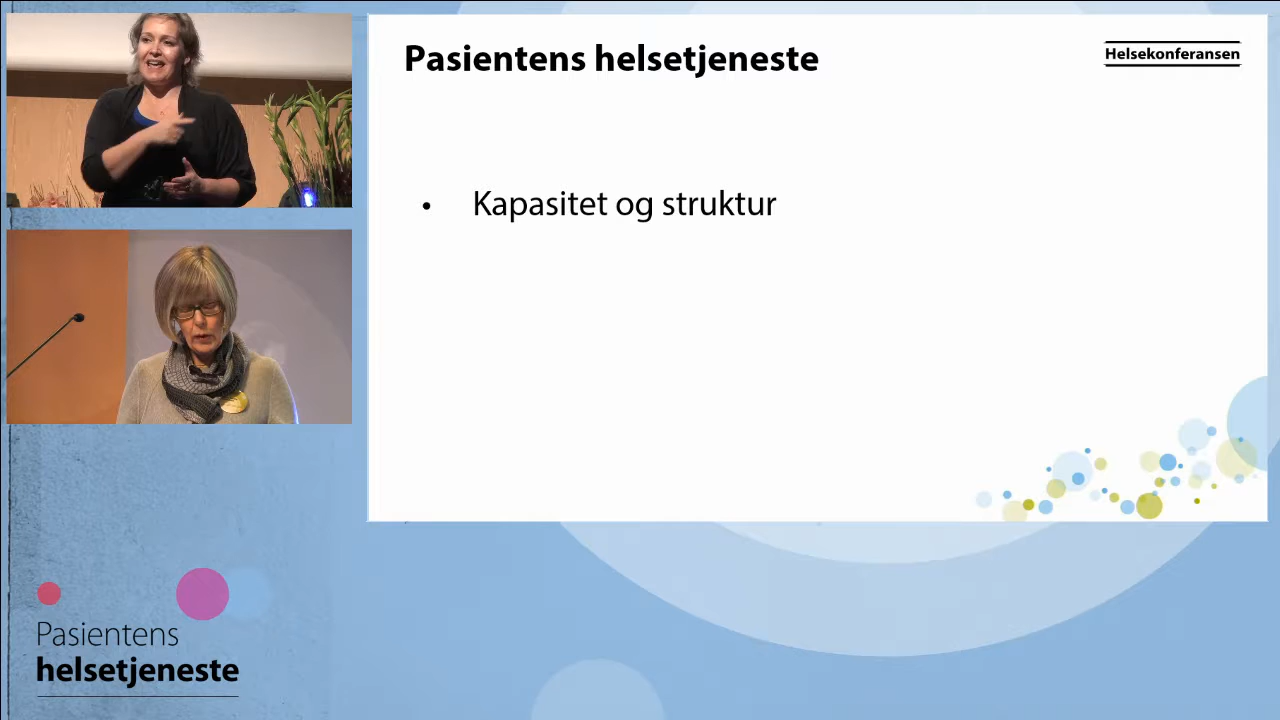 Pasientens helsetjeneste
Helsekonferansen
• Kapasitet og struktur
Pasientens
helsetjeneste